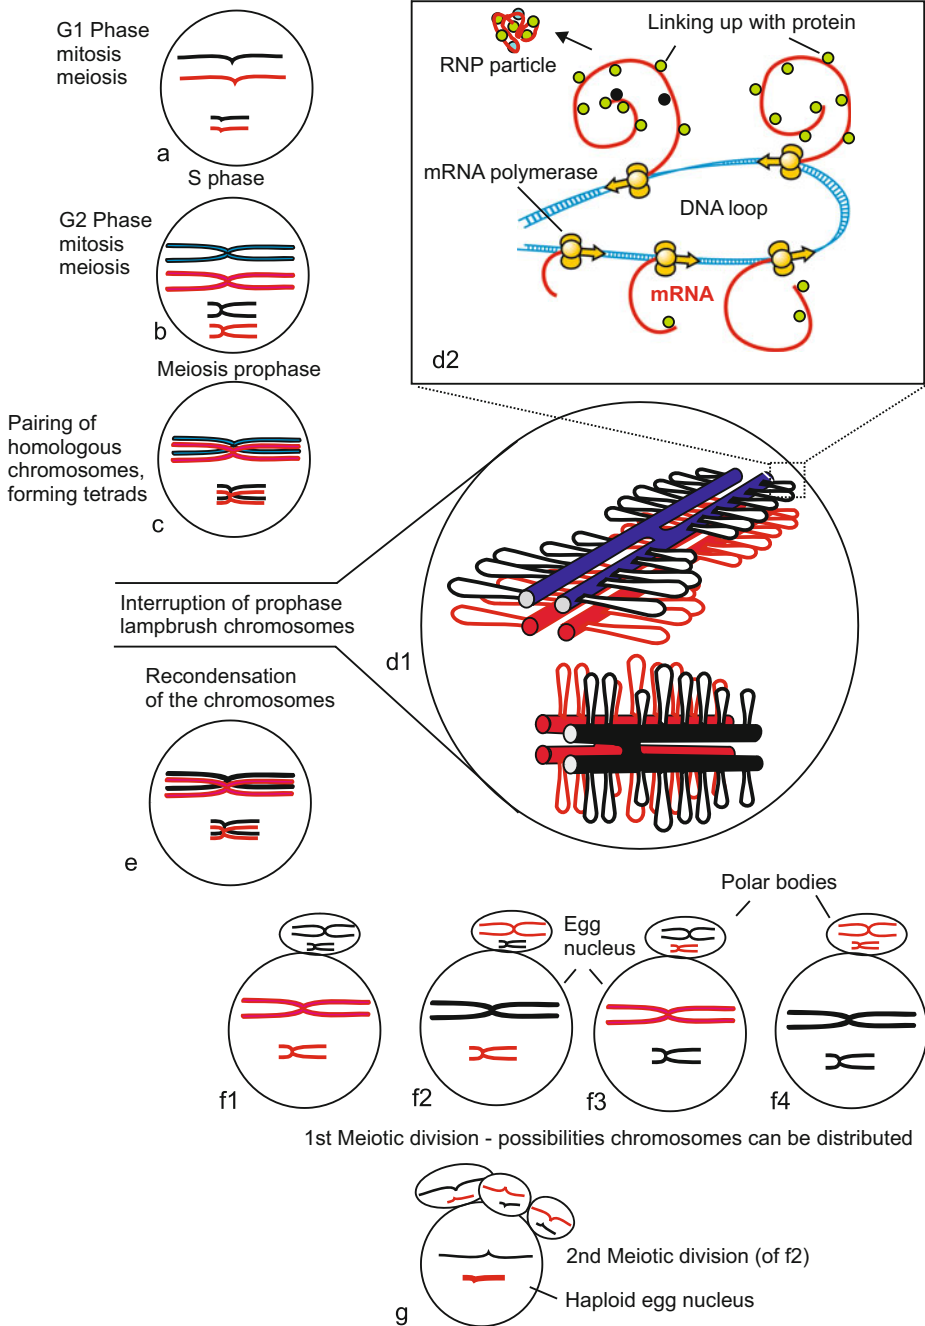 G1 Phase
mitosis
meiosis
a
S phase
G2 Phase
mitosis
meiosis
b
Meiosis prophase
Pairing of
homologous
chromosomes,
forming tetrads
c
Linking up with protein
RNP particle
mRNA polymerase
DNA loop
mRNA
d2
Interruption of prophase
lampbrush chromosomes
d1
Recondensation
of the chromosomes
e
Polar bodies
Egg
nucleus
f1
f2
f3
f4
1st Meiotic division - possibilities chromosomes can be distributed
2nd Meiotic division (of f2)
Haploid egg nucleus
g